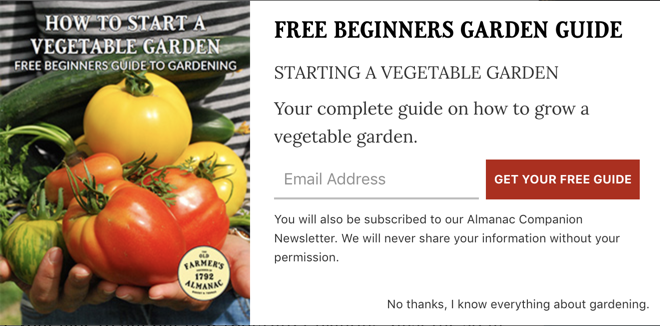 HOW TO START A
VEGETABLE GARDEN
FREE BEGINNERS GUIDE TO GARDENING
THE
OLD
FARMER'S
1792
ALMANAC
FREE BEGINNERS GARDEN GUIDE
STARTING A VEGETABLE GARDEN
Your complete guide on how to grow a
vegetable garden.
Email Address
GET YOUR FREE GUIDE
You will also be subscribed to our Almanac Companion
Newsletter. We will never share your information without your
permission.
No thanks, I know everything about gardening.